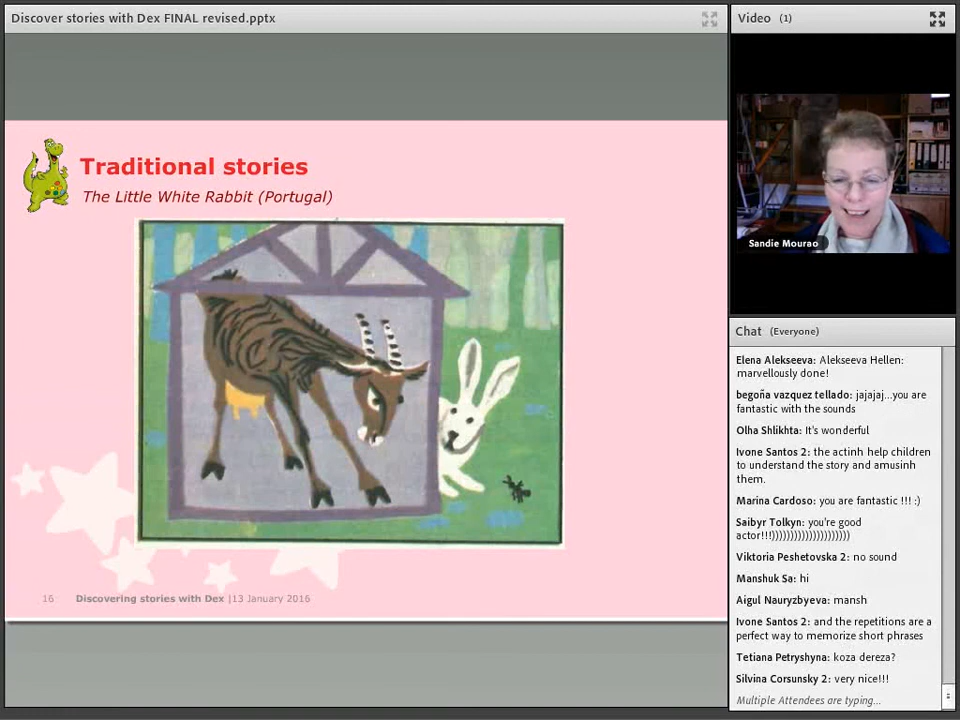 Discover stories with Dex FINAL revised.pptx
Traditional stories
The Little White Rabbit (Portugal)
16 Discovering stories with Dex |13 January 2016
Video (1)
Sandie Mourao
Chat (Everyone)
Elena Alekseeva: Alekseeva Hellen:
marvellously done!
begoña vazquez tellado: jajajaj...you are
fantastic with the sounds
Olha Shlikhta: It's wonderful
Ivone Santos 2: the actinh help children
to understand the story and amusinh
them.
Marina Cardoso: you are fantastic !!! :)
Saibyr Tolkyn: you're good
actor!!!))))))))))))))))))))))
Viktoria Peshetovska 2: no sound
Manshuk Sa: hi
Aigul Nauryzbyeva: mansh
Ivone Santos 2: and the repetitions are a
perfect way to memorize short phrases
Tetiana Petryshyna: koza dereza?
Silvina Corsunsky 2: very nice!!!
Multiple Attendees are typing...